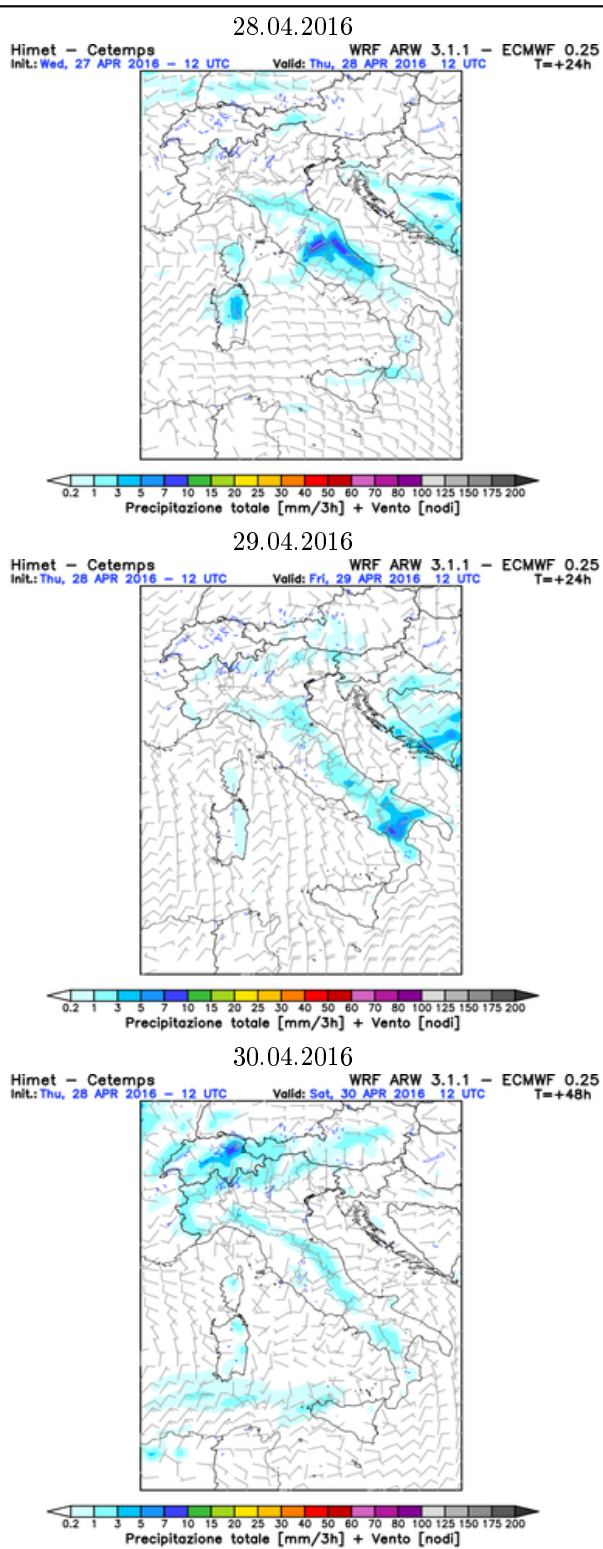 28.04.2016
Himet – Cetemps WRF ARW 3.1.1 – ECMWF 0.25
Init.: Wed, 27 APR 2016 – 12 UTC Valid: Thu, 28 APR 2016 12 UTC T=+24h
0.2 1 3 5 7 10 15 20 25 30 40 50 60 70 80 100 125 150 175 200
Precipitazione totale [mm/3h] + Vento [nodi]
29.04.2016
Himet – Cetemps WRF ARW 3.1.1 – ECMWF 0.25
Init.: Thu, 28 APR 2016 – 12 UTC Valid: Fri, 29 APR 2016 12 UTC T=+24h
0.2 1 3 5 7 10 15 20 25 30 40 50 60 70 80 100 125 150 175 200
Precipitazione totale [mm/3h] + Vento [nodi]
30.04.2016
Himet – Cetemps WRF ARW 3.1.1 – ECMWF 0.25
Init.: Thu, 28 APR 2016 – 12 UTC Valid: Sat, 30 APR 2016 12 UTC T=+48h
0.2 1 3 5 7 10 15 20 25 30 40 50 60 70 80 100 125 150 175 200
Precipitazione totale [mm/3h] + Vento [nodi]